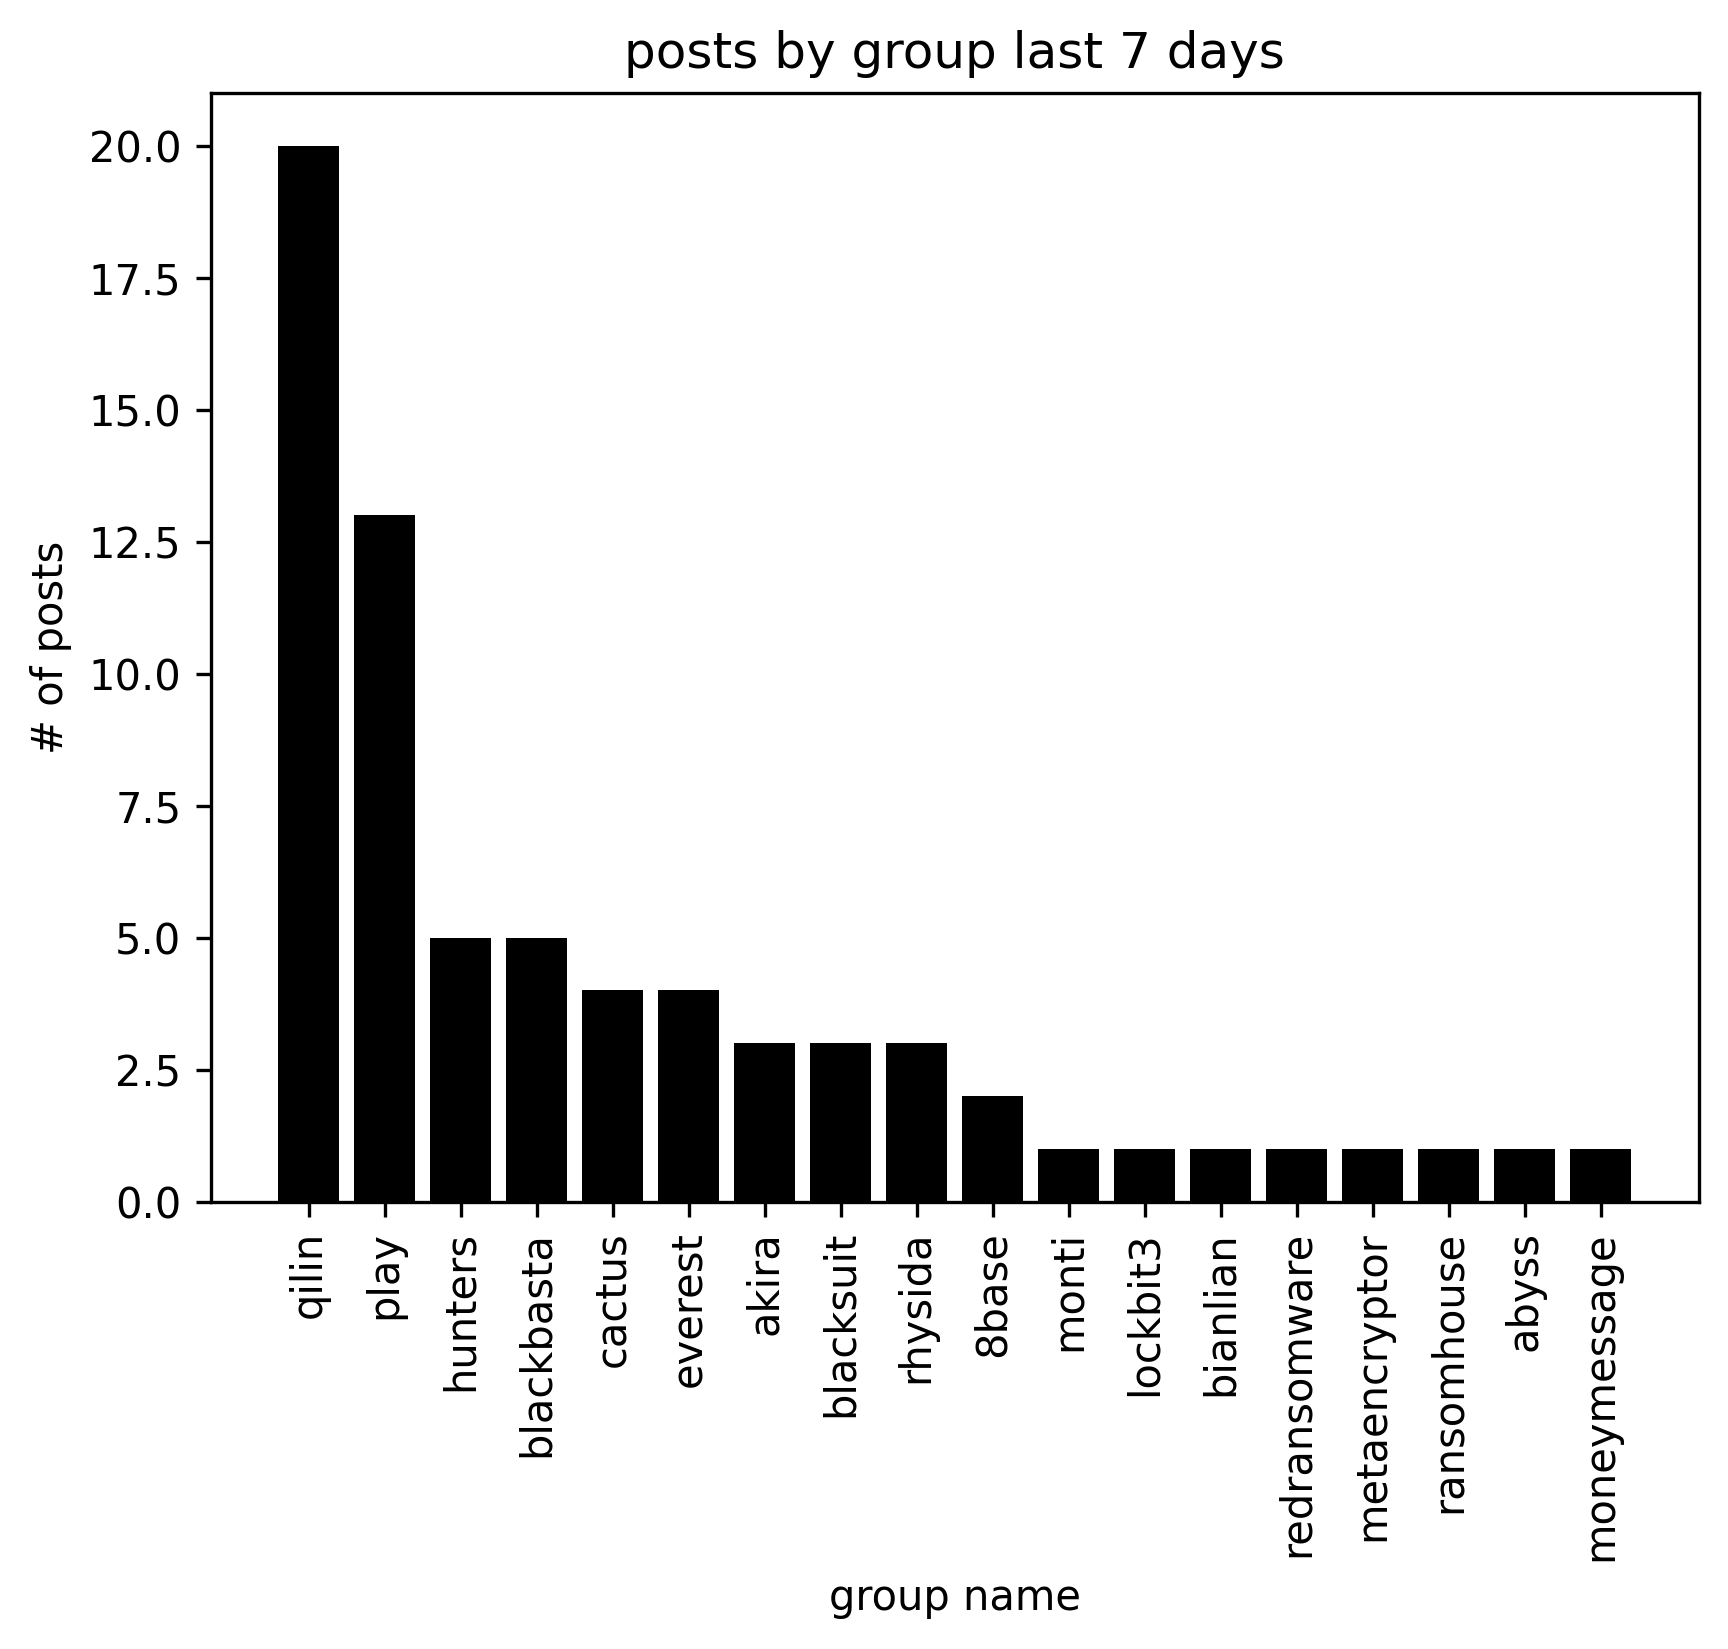 posts by group last 7 days
# of posts
20.0
17.5
15.0
12.5
10.0
7.5
5.0
2.5
0.0
qilin
play
hunters
blackbasta
cactus
everest
akira
blacksuit
rhysida
8base
monti
lockbit3
bianlian
redransomware
metaencryptor
ransomhouse
abyss
moneymessage
group name